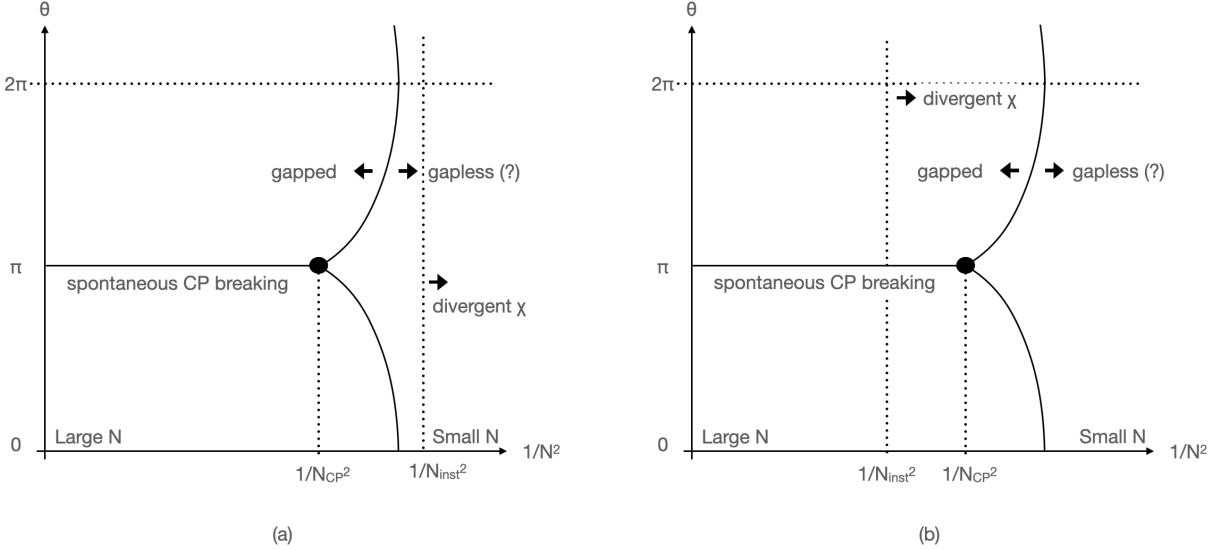 θ
2π
gapped
gapless (?)
π
spontaneous CP breaking
divergent χ
0
Large N
Small N
1/N²
1/N_CP²
1/N_inst²
(a)
θ
2π
divergent χ
gapped
gapless (?)
π
spontaneous CP breaking
0
Large N
Small N
1/N²
1/N_inst²
1/N_CP²
(b)